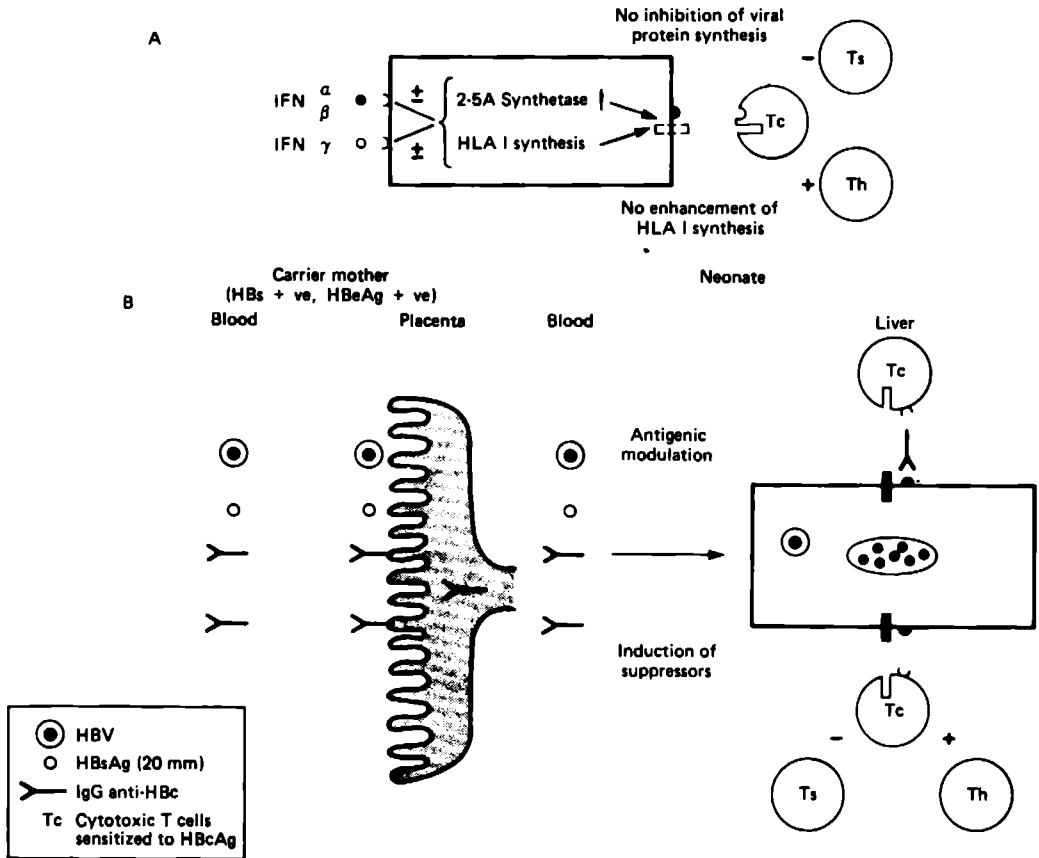 A
No inhibition of viral
protein synthesis
Ts
−
IFN α
β
±
2·5A Synthetase
Tc
IFN γ
±
HLA I synthesis
+
Th
No enhancement of
HLA I synthesis
B
Carrier mother
(HBs + ve, HBeAg + ve)
Neonate
Blood
Placenta
Blood
Liver
Tc
Antigenic
modulation
Induction of
suppressors
Tc
−
+
Ts
Th
HBV
HBsAg (20 mm)
IgG anti-HBc
Tc Cytotoxic T cells
sensitized to HBcAg